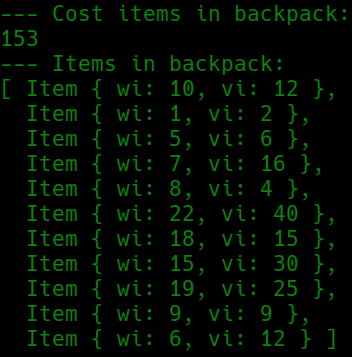 --- Cost items in backpack:
153
--- Items in backpack:
[ Item { wi: 10, vi: 12 },
  Item { wi: 1, vi: 2 },
  Item { wi: 5, vi: 6 },
  Item { wi: 7, vi: 16 },
  Item { wi: 8, vi: 4 },
  Item { wi: 22, vi: 40 },
  Item { wi: 18, vi: 15 },
  Item { wi: 15, vi: 30 },
  Item { wi: 19, vi: 25 },
  Item { wi: 9, vi: 9 },
  Item { wi: 6, vi: 12 } ]